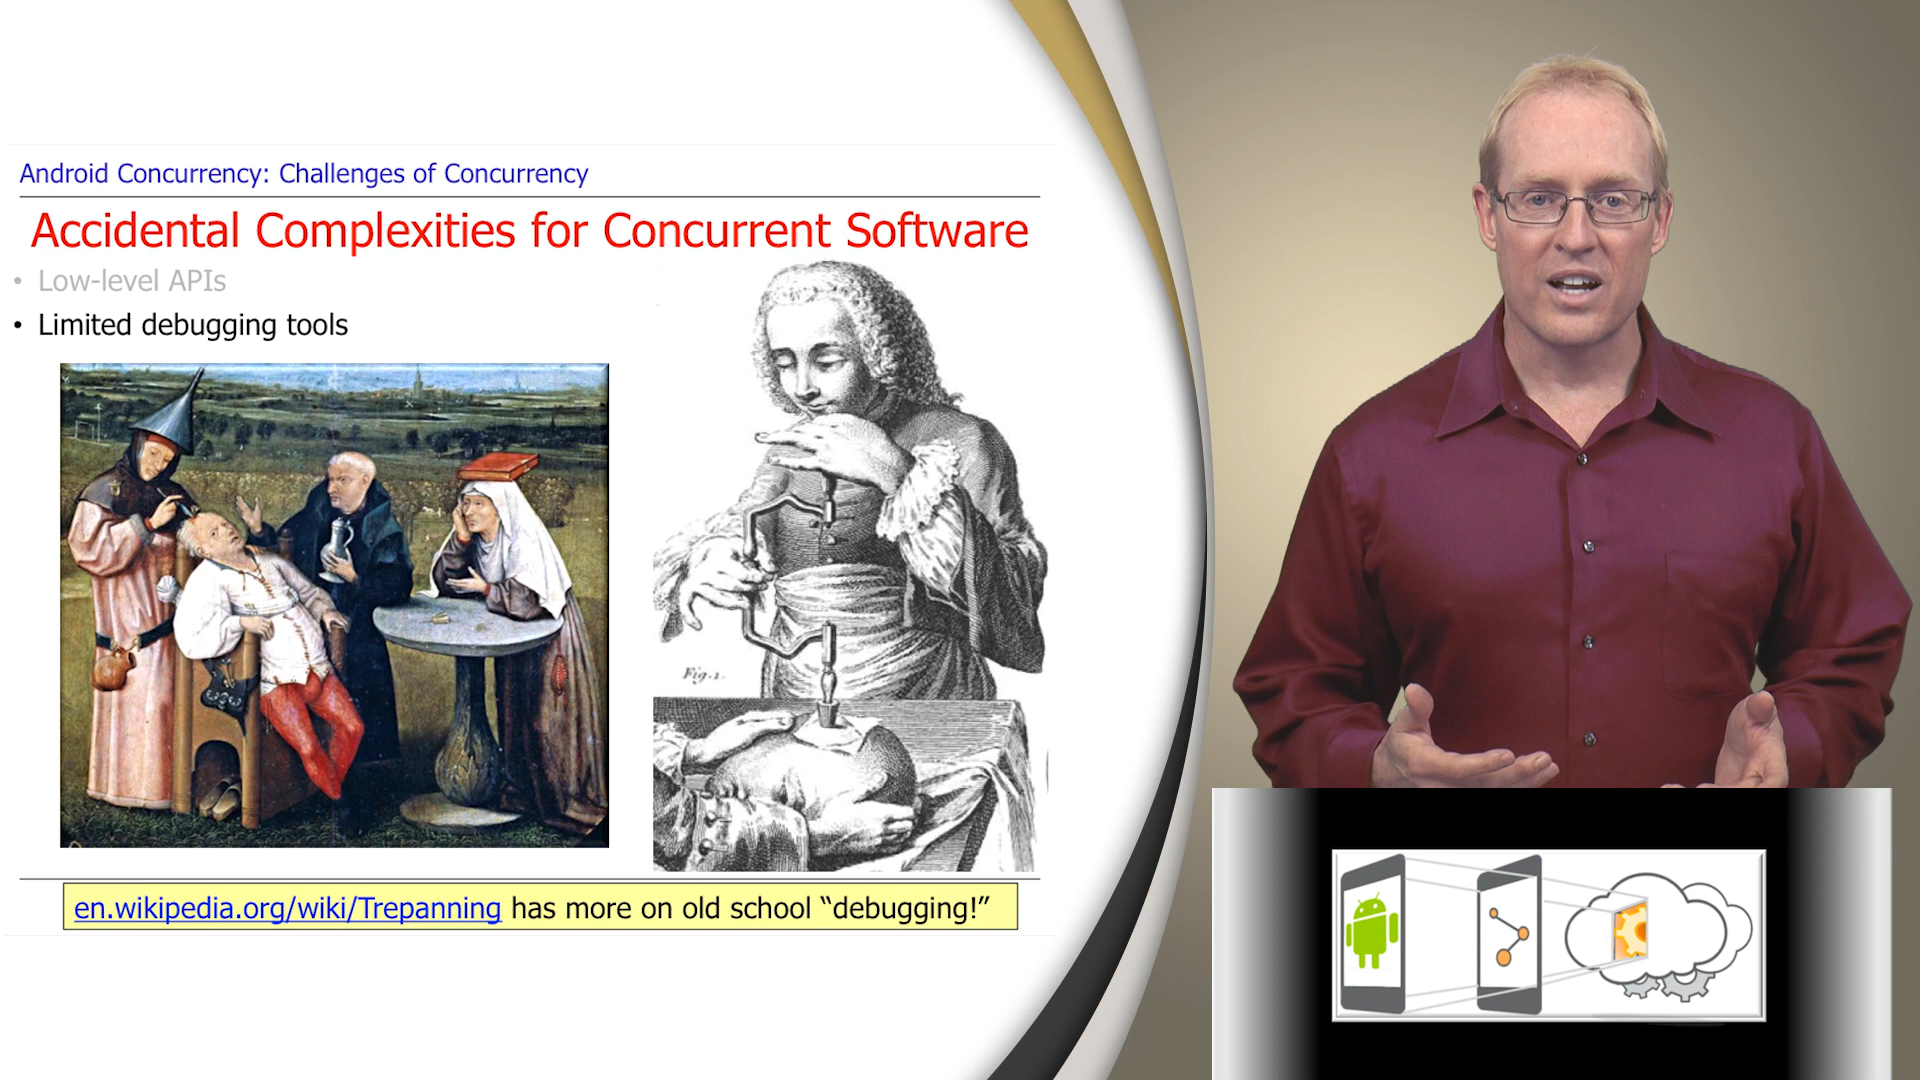 Android Concurrency: Challenges of Concurrency
Accidental Complexities for Concurrent Software
• Low-level APIs
• Limited debugging tools
Fig. 2.
en.wikipedia.org/wiki/Trepanning has more on old school “debugging!”